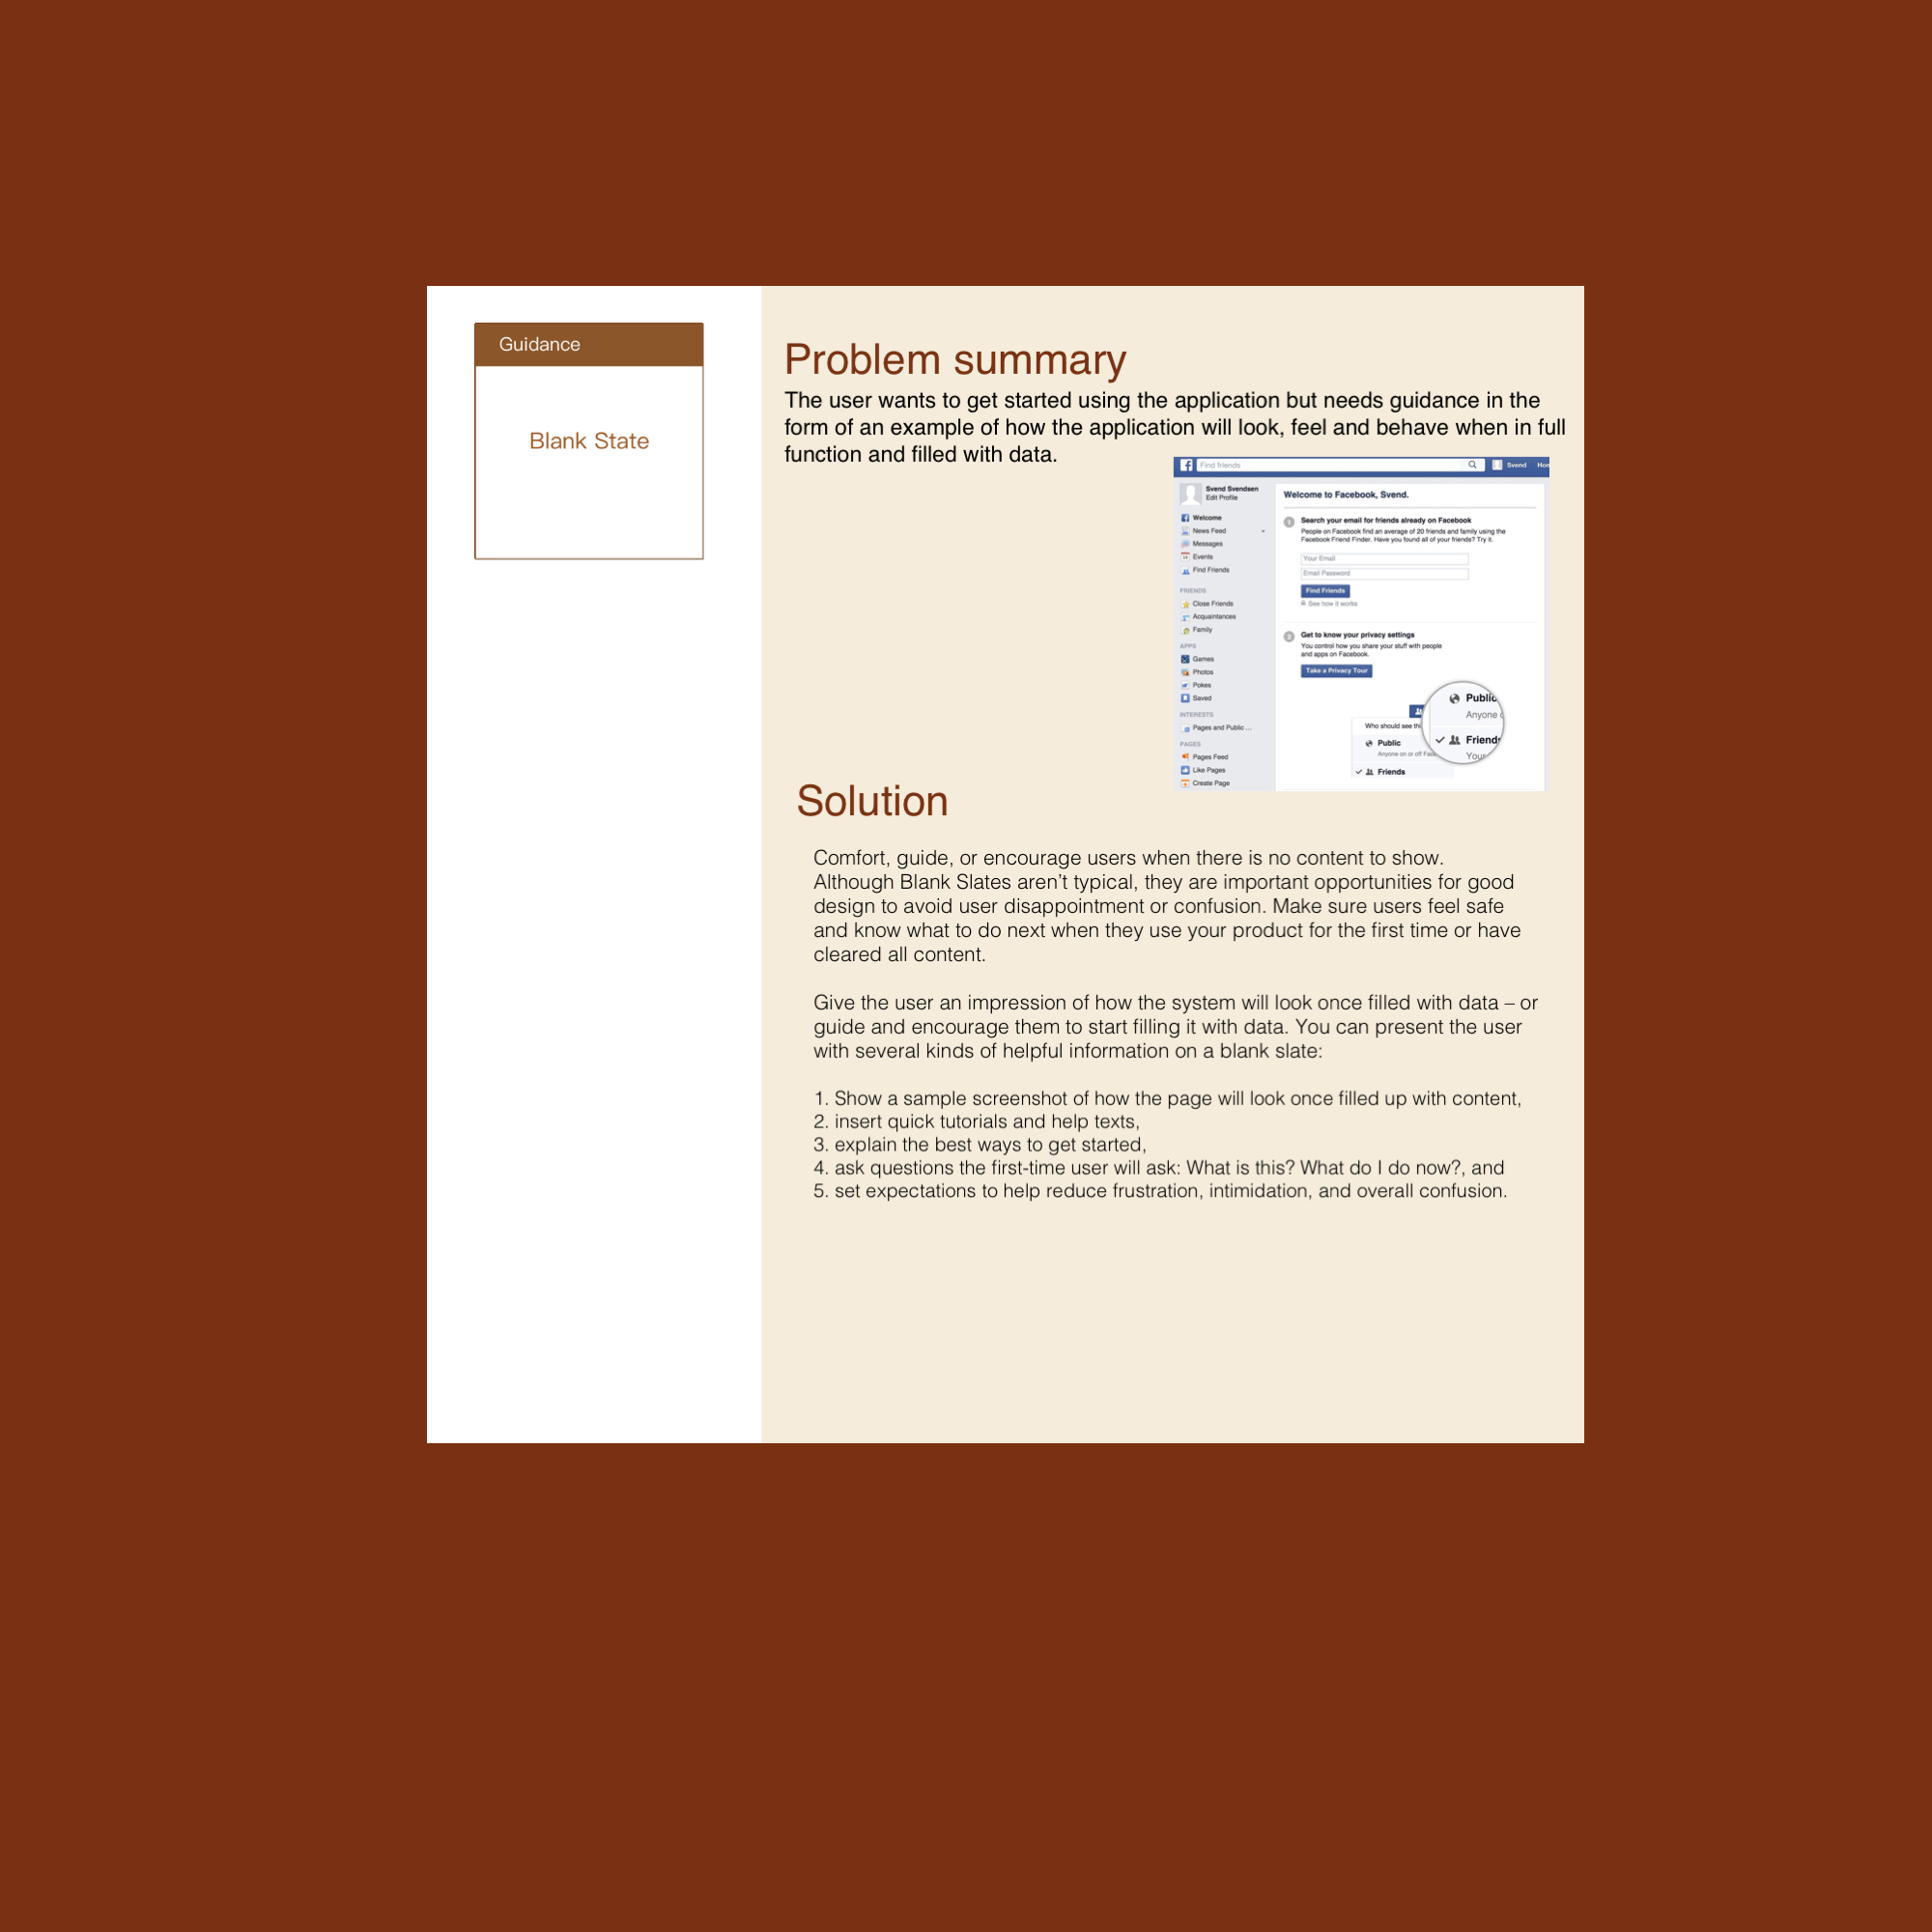 Guidance
Blank State
Problem summary
The user wants to get started using the application but needs guidance in the
form of an example of how the application will look, feel and behave when in full
function and filled with data.
Find friends
Svend
Svend Svendsen
Edit Profile
Welcome
News Feed
Messages
Events
Find Friends
FRIENDS
Close Friends
Acquaintances
Family
APPS
Games
Photos
Pokes
Saved
INTERESTS
Pages and Public ...
PAGES
Pages Feed
Like Pages
Create Page
Welcome to Facebook, Svend.
1
Search your email for friends already on Facebook
People on Facebook find an average of 20 friends and family using the
Facebook Friend Finder. Have you found all of your friends? Try it.
Your Email
Email Password
Find Friends
See how it works
2
Get to know your privacy settings
You control how you share your stuff with people
and apps on Facebook.
Take a Privacy Tour
Who should see
Public
Anyone on or off
Friends
Public
Anyone
Friends
Your
Solution
Comfort, guide, or encourage users when there is no content to show.
Although Blank Slates aren’t typical, they are important opportunities for good
design to avoid user disappointment or confusion. Make sure users feel safe
and know what to do next when they use your product for the first time or have
cleared all content.
Give the user an impression of how the system will look once filled with data – or
guide and encourage them to start filling it with data. You can present the user
with several kinds of helpful information on a blank slate:
1. Show a sample screenshot of how the page will look once filled up with content,
2. insert quick tutorials and help texts,
3. explain the best ways to get started,
4. ask questions the first-time user will ask: What is this? What do I do now?, and
5. set expectations to help reduce frustration, intimidation, and overall confusion.